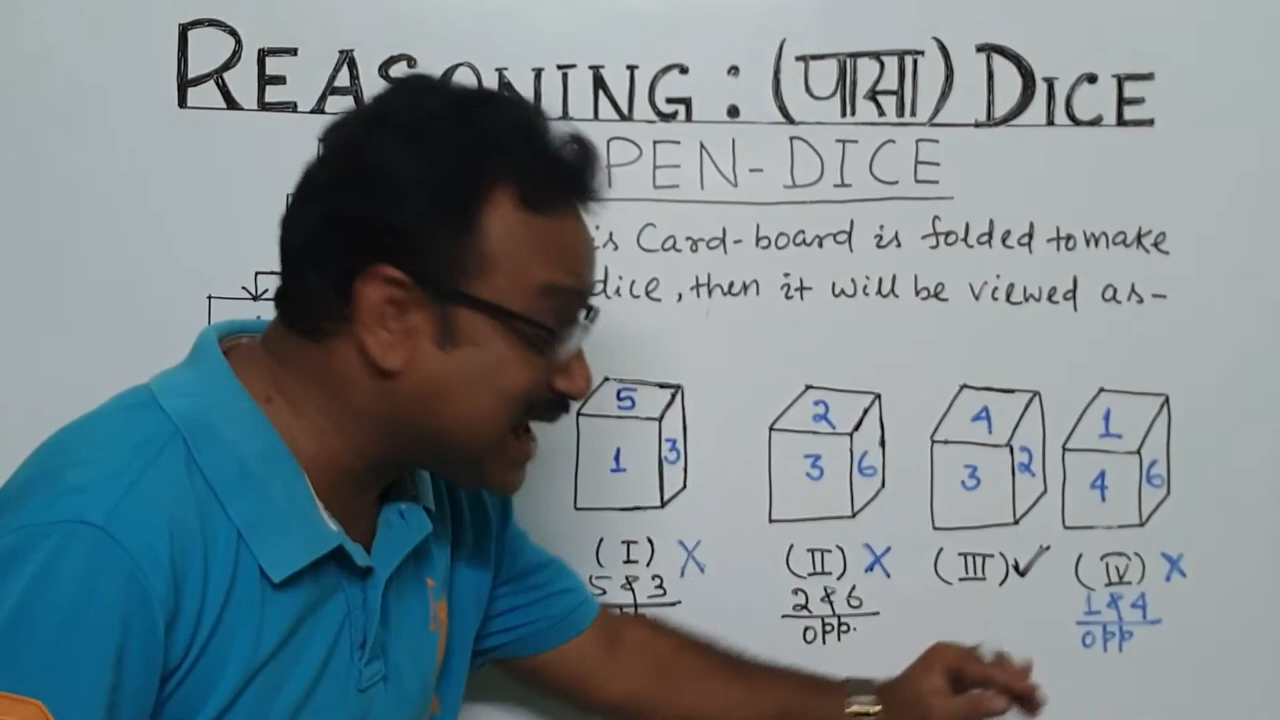 REASONING : (पासा) DICE
PEN-DICE
is Card-board is folded to make
dice, then it will be viewed as-
5 2 4 1
1 3 3 6 3 2 4 6
(I) X (II) X (III) ✓ (IV) X
5 & 3 2 & 6 1 & 4
opp. opp